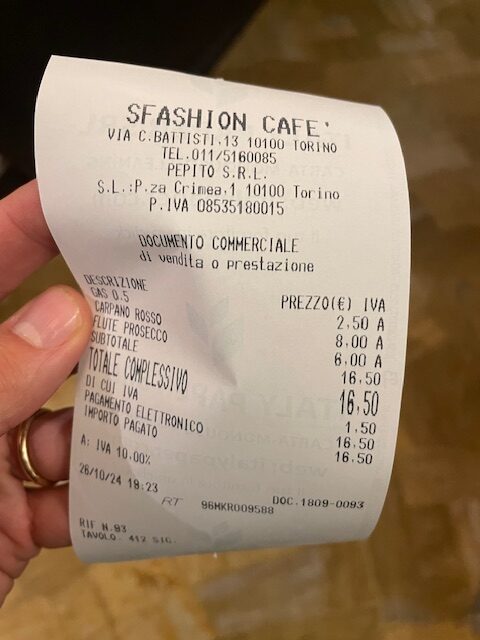 SFASHION CAFE'
VIA C.BATTISTI,13 10100 TORINO
TEL.011/5160085
PEPITO S.R.L.
S.L.:P.za Crimea,1 10100 Torino
P.IVA 08535180015
DOCUMENTO COMMERCIALE
di vendita o prestazione
DESCRIZIONE PREZZO(€) IVA
GAS 0.5 2,50 A
CARPANO ROSSO 8,00 A
FLUTE PROSECCO 6,00 A
SUBTOTALE 16,50
TOTALE COMPLESSIVO 16,50
DI CUI IVA 1,50
PAGAMENTO ELETTRONICO 16,50
IMPORTO PAGATO 16,50
A: IVA 10,00%
26/10/24 19:23 DOC.1809-0093
RT 96MKR009588
RIF N.93
TAVOLO. 412 SIG.